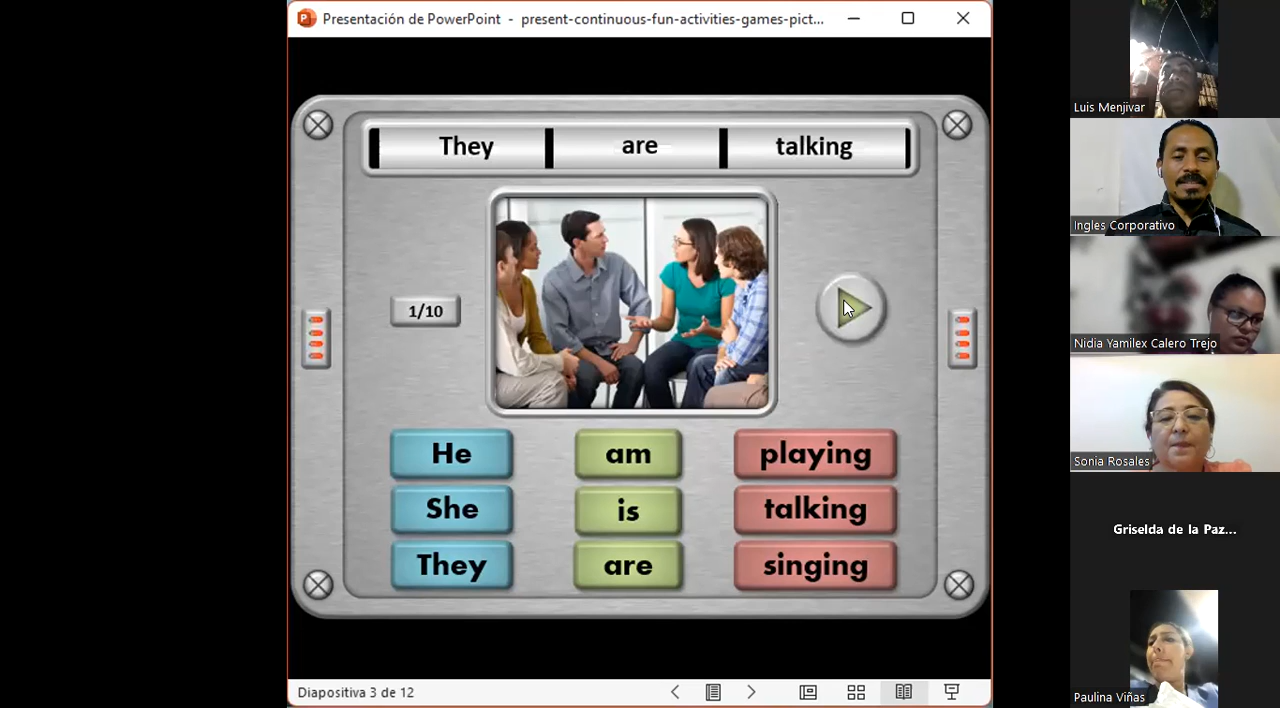 Presentación de PowerPoint - present-continuous-fun-activities-games-pict...
They are talking
1/10
He am playing
She is talking
They are singing
Diapositiva 3 de 12
Luis Menjivar
Ingles Corporativo
Nidia Yamilex Calero Trejo
Sonia Rosales
Griselda de la Paz...
Paulina Viñas